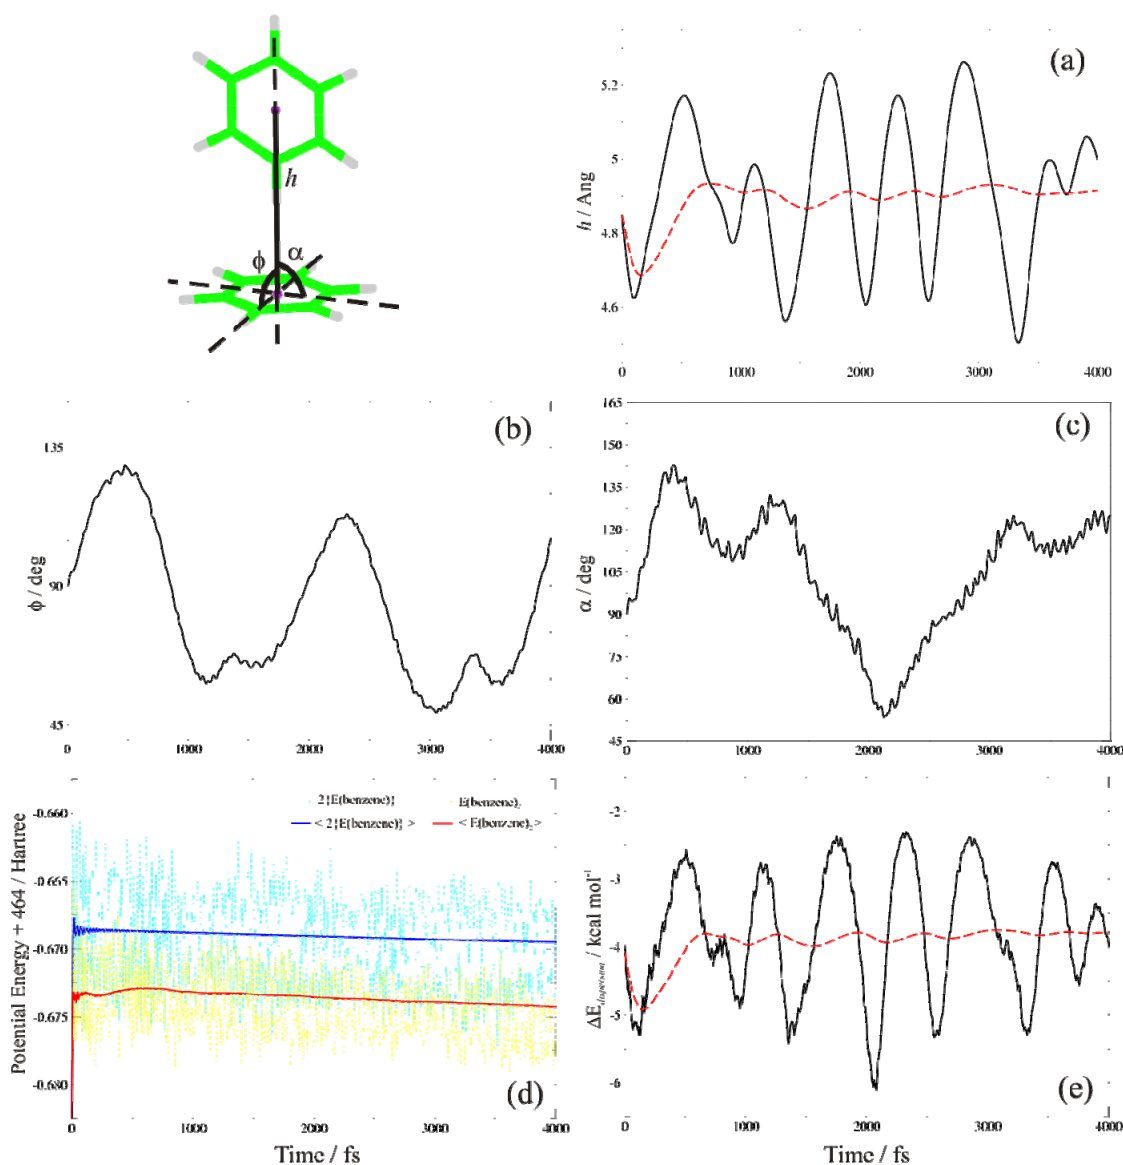 h
ϕ
α
(a)
h / Ang
5.2
5
4.8
4.6
0
1000
2000
3000
4000
(b)
ϕ / deg
135
90
45
0
1000
2000
3000
4000
(c)
α / deg
165
150
135
120
105
90
75
60
45
0
1000
2000
3000
4000
(d)
Potential Energy + 464 / Hartree
2{E(benzene)}
E(benzene)₂
< 2{E(benzene)} >
< E(benzene)₂ >
-0.660
-0.665
-0.670
-0.675
-0.680
0
1000
2000
3000
4000
Time / fs
(e)
ΔE_dispersion / kcal mol⁻¹
-2
-3
-4
-5
-6
0
1000
2000
3000
4000
Time / fs